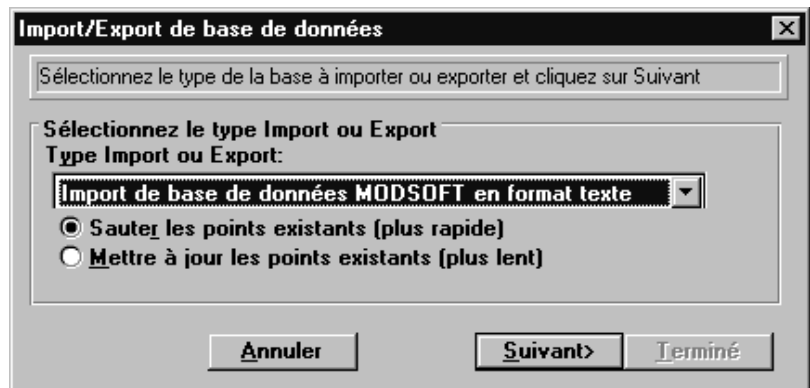 Import/Export de base de données
Sélectionnez le type de la base à importer ou exporter et cliquez sur Suivant
Sélectionnez le type Import ou Export
Type Import ou Export:
Import de base de données MODSOFT en format texte
Sauter les points existants (plus rapide)
Mettre à jour les points existants (plus lent)
Annuler Suivant> Terminé